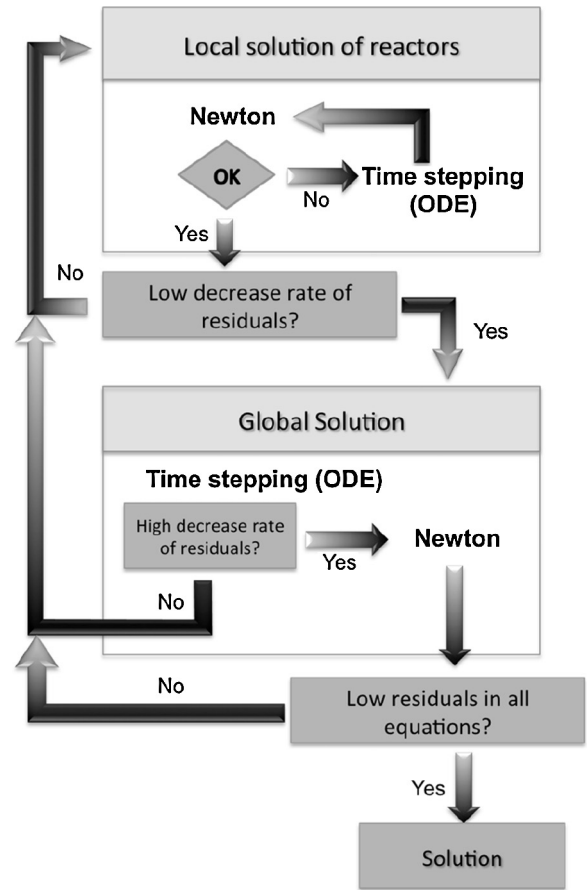 Local solution of reactors
Newton
OK
No
Time stepping
(ODE)
Yes
No
Low decrease rate of
residuals?
Yes
Global Solution
Time stepping (ODE)
High decrease rate
of residuals?
Yes
Newton
No
No
Low residuals in all
equations?
Yes
Solution